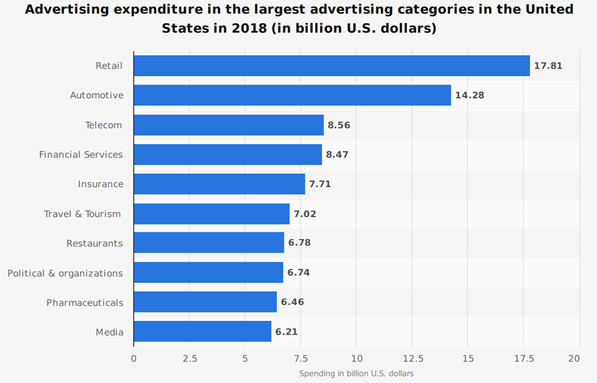 Advertising expenditure in the largest advertising categories in the United
States in 2018 (in billion U.S. dollars)
Retail 17.81
Automotive 14.28
Telecom 8.56
Financial Services 8.47
Insurance 7.71
Travel & Tourism 7.02
Restaurants 6.78
Political & organizations 6.74
Pharmaceuticals 6.46
Media 6.21
0 2.5 5 7.5 10 12.5 15 17.5 20
Spending in billion U.S. dollars